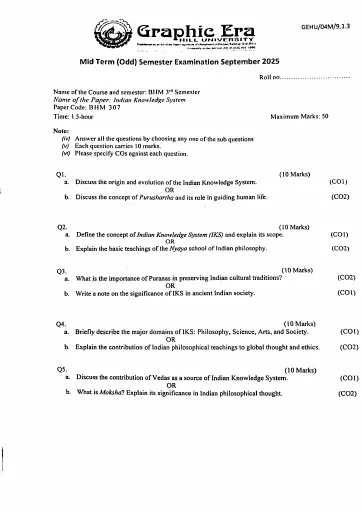 GEHU/04M/9.1.3
Graphic Era
HILL UNIVERSITY
Mid Term (Odd) Semester Examination September 2025
Roll no.............................
Name of the Course and semester: BHM 3rd Semester
Name of the Paper: Indian Knowledge System
Paper Code: BHM 307
Time: 1.5-hour Maximum Marks: 50
Note:
(iv) Answer all the questions by choosing any one of the sub questions
(v) Each question carries 10 marks.
(vi) Please specify COs against each question.
Q1. (10 Marks)
a. Discuss the origin and evolution of the Indian Knowledge System. (CO1)
OR
b. Discuss the concept of Purushartha and its role in guiding human life. (CO2)
Q2. (10 Marks)
a. Define the concept of Indian Knowledge System (IKS) and explain its scope. (CO1)
OR
b. Explain the basic teachings of the Nyaya school of Indian philosophy. (CO2)
Q3. (10 Marks)
a. What is the importance of Puranas in preserving Indian cultural traditions? (CO2)
OR
b. Write a note on the significance of IKS in ancient Indian society. (CO1)
Q4. (10 Marks)
a. Briefly describe the major domains of IKS: Philosophy, Science, Arts, and Society. (CO1)
OR
b. Explain the contribution of Indian philosophical teachings to global thought and ethics. (CO2)
Q5. (10 Marks)
a. Discuss the contribution of Vedas as a source of Indian Knowledge System. (CO1)
OR
b. What is Moksha? Explain its significance in Indian philosophical thought. (CO2)